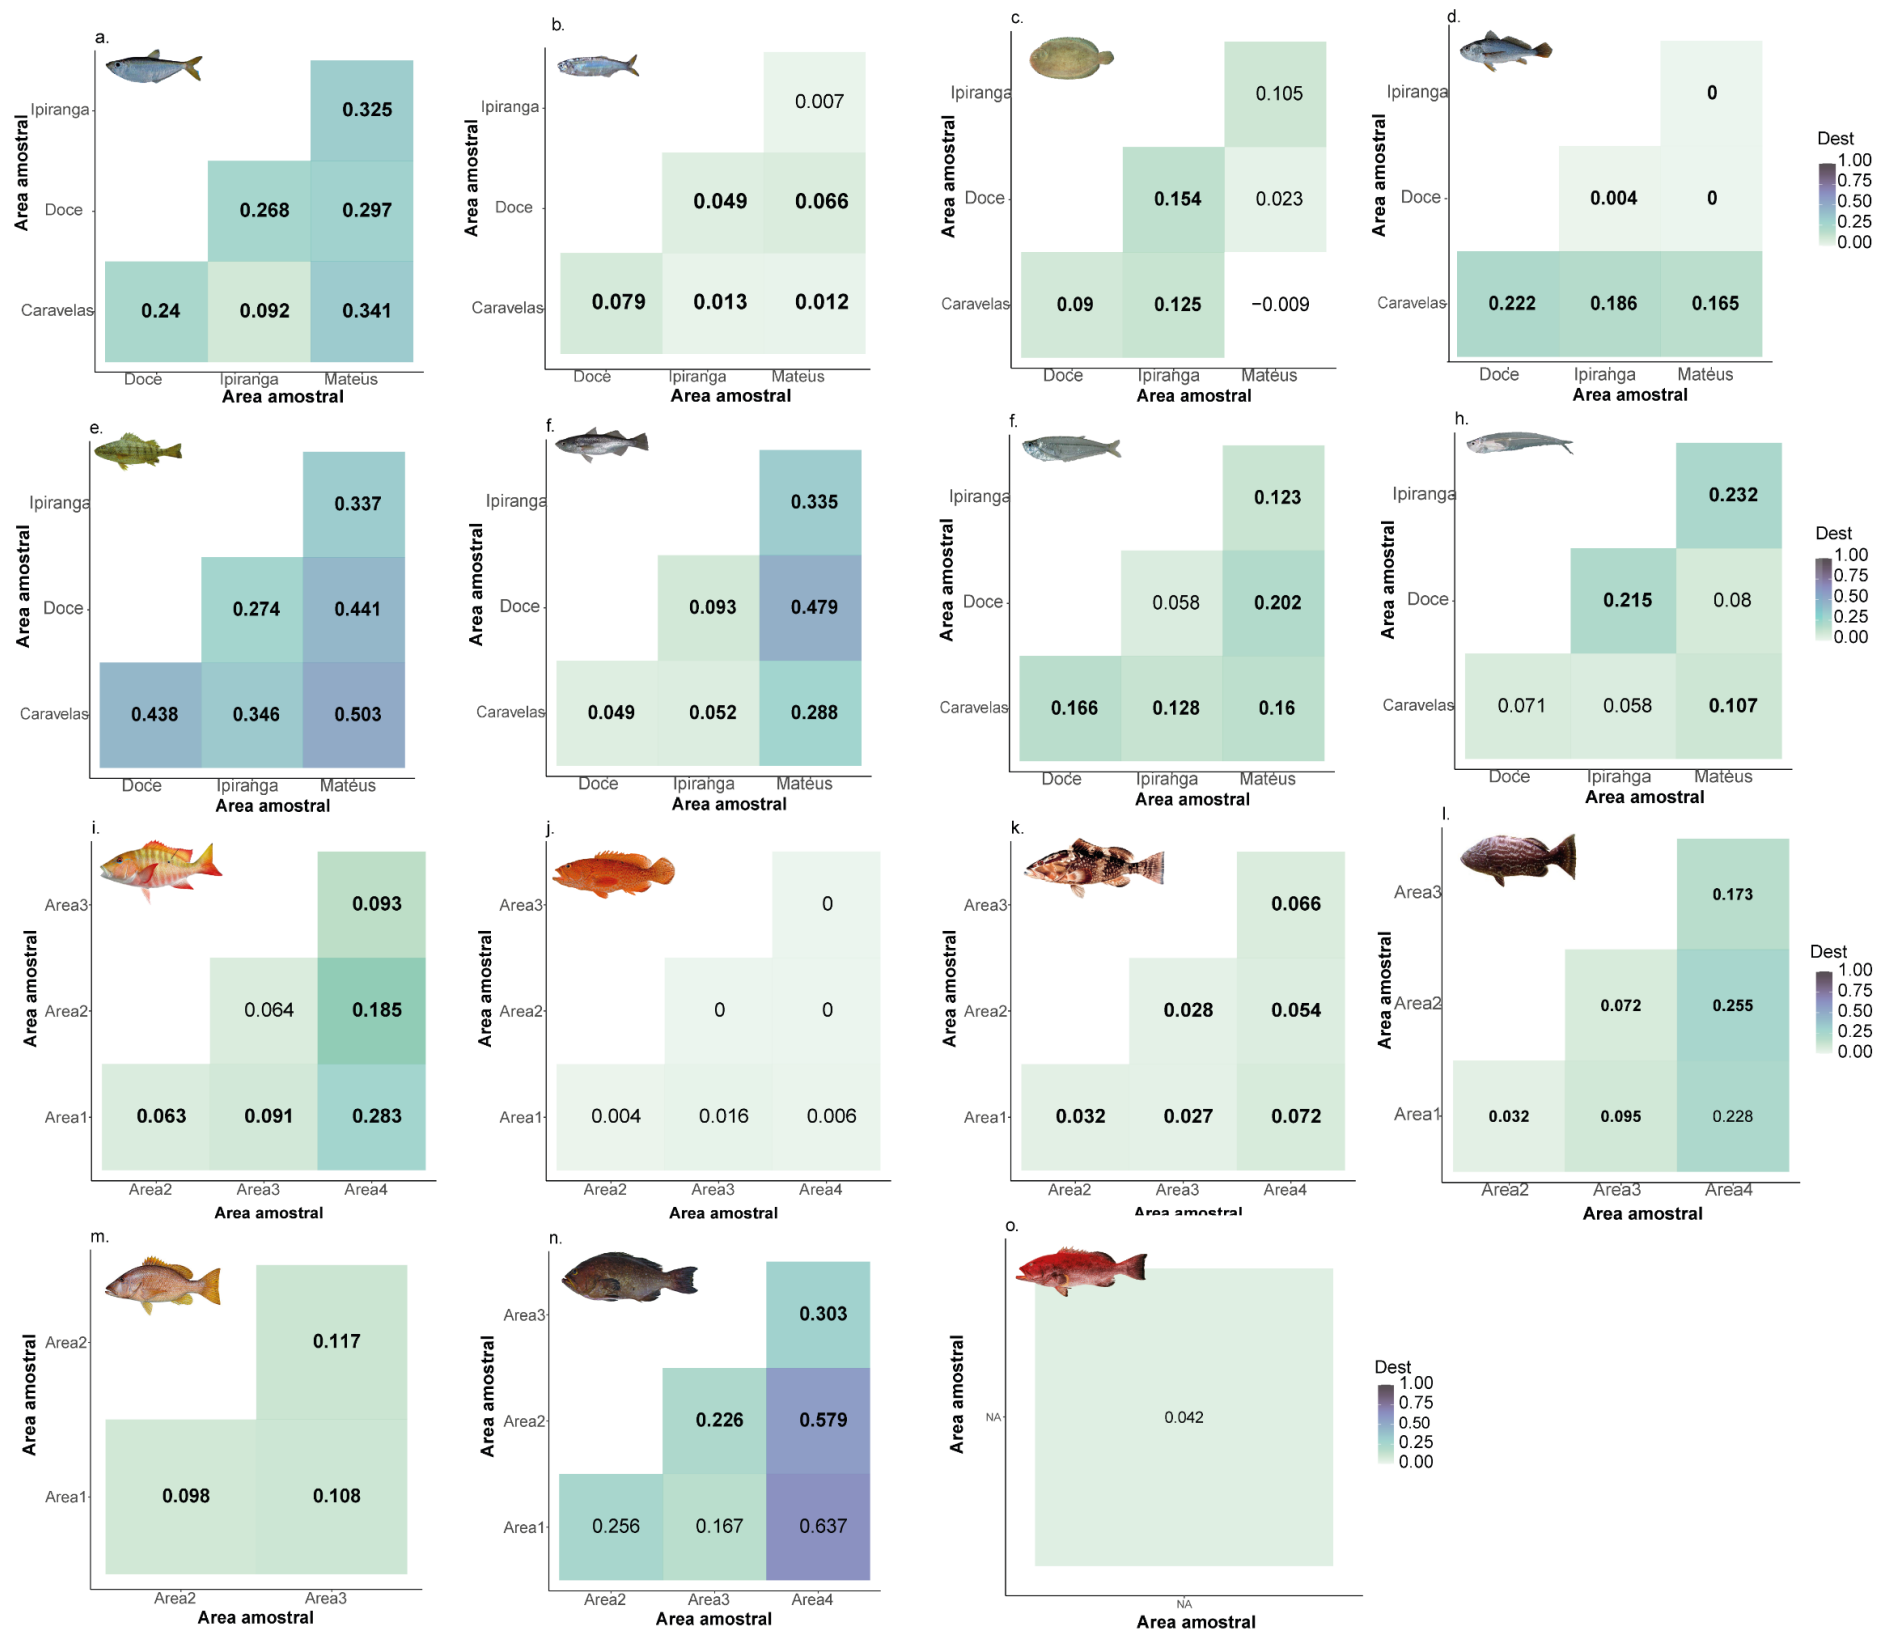 a.
Area amostral
Ipiranga
0.325
Doce
0.268 0.297
Caravelas
0.24 0.092 0.341
Doce Ipiranga Mateus
Area amostral
b.
Area amostral
Ipiranga
0.007
Doce
0.049 0.066
Caravelas
0.079 0.013 0.012
Doce Ipiranga Mateus
Area amostral
c.
Area amostral
Ipiranga
0.105
Doce
0.154 0.023
Caravelas
0.09 0.125 −0.009
Doce Ipiranga Mateus
Area amostral
d.
Area amostral
Ipiranga
0
Doce
0.004 0
Caravelas
0.222 0.186 0.165
Doce Ipiranga Mateus
Area amostral
Dest
1.00
0.75
0.50
0.25
0.00
e.
Area amostral
Ipiranga
0.337
Doce
0.274 0.441
Caravelas
0.438 0.346 0.503
Doce Ipiranga Mateus
Area amostral
f.
Area amostral
Ipiranga
0.335
Doce
0.093 0.479
Caravelas
0.049 0.052 0.288
Doce Ipiranga Mateus
Area amostral
f.
Area amostral
Ipiranga
0.123
Doce
0.058 0.202
Caravelas
0.166 0.128 0.16
Doce Ipiranga Mateus
Area amostral
h.
Area amostral
Ipiranga
0.232
Doce
0.215 0.08
Caravelas
0.071 0.058 0.107
Doce Ipiranga Mateus
Area amostral
Dest
1.00
0.75
0.50
0.25
0.00
i.
Area amostral
Area3
0.093
Area2
0.064 0.185
Area1
0.063 0.091 0.283
Area2 Area3 Area4
Area amostral
j.
Area amostral
Area3
0
Area2
0 0
Area1
0.004 0.016 0.006
Area2 Area3 Area4
Area amostral
k.
Area amostral
Area3
0.066
Area2
0.028 0.054
Area1
0.032 0.027 0.072
Area2 Area3 Area4
Area amostral
l.
Area amostral
Area3
0.173
Area2
0.072 0.255
Area1
0.032 0.095 0.228
Area2 Area3 Area4
Area amostral
Dest
1.00
0.75
0.50
0.25
0.00
m.
Area amostral
Area2
0.117
Area1
0.098 0.108
Area2 Area3
Area amostral
n.
Area amostral
Area3
0.303
Area2
0.226 0.579
Area1
0.256 0.167 0.637
Area2 Area3 Area4
Area amostral
o.
Area amostral
NA
0.042
NA
Area amostral
Dest
1.00
0.75
0.50
0.25
0.00